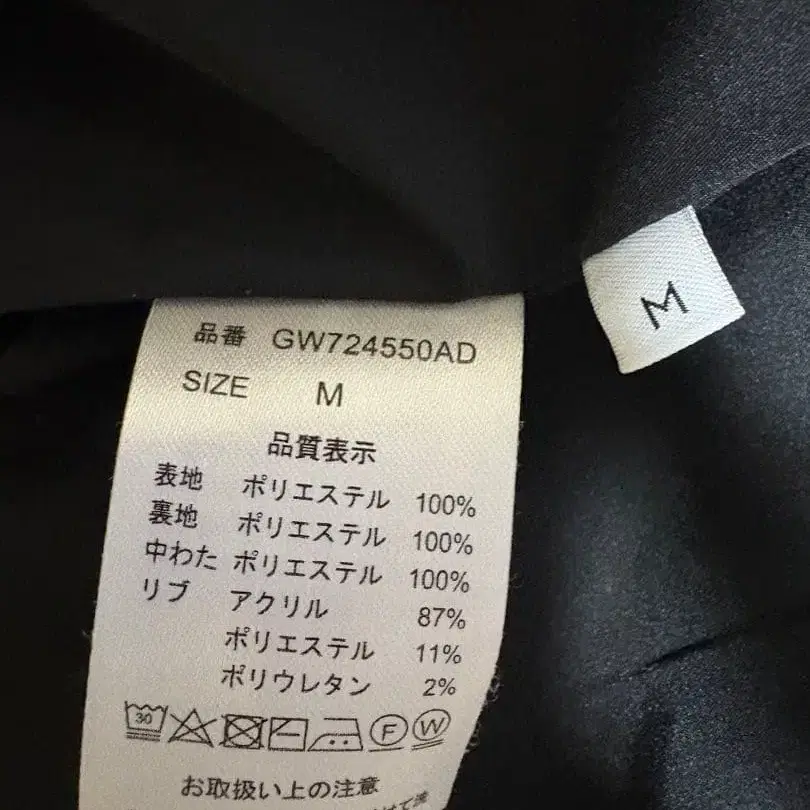 品番 GW724550AD
SIZE M
品質表示
表地 ポリエステル 100%
裏地 ポリエステル 100%
中わた ポリエステル 100%
リブ アクリル 87%
ポリエステル 11%
ポリウレタン 2%
30 F W
お取扱い上の注意
M